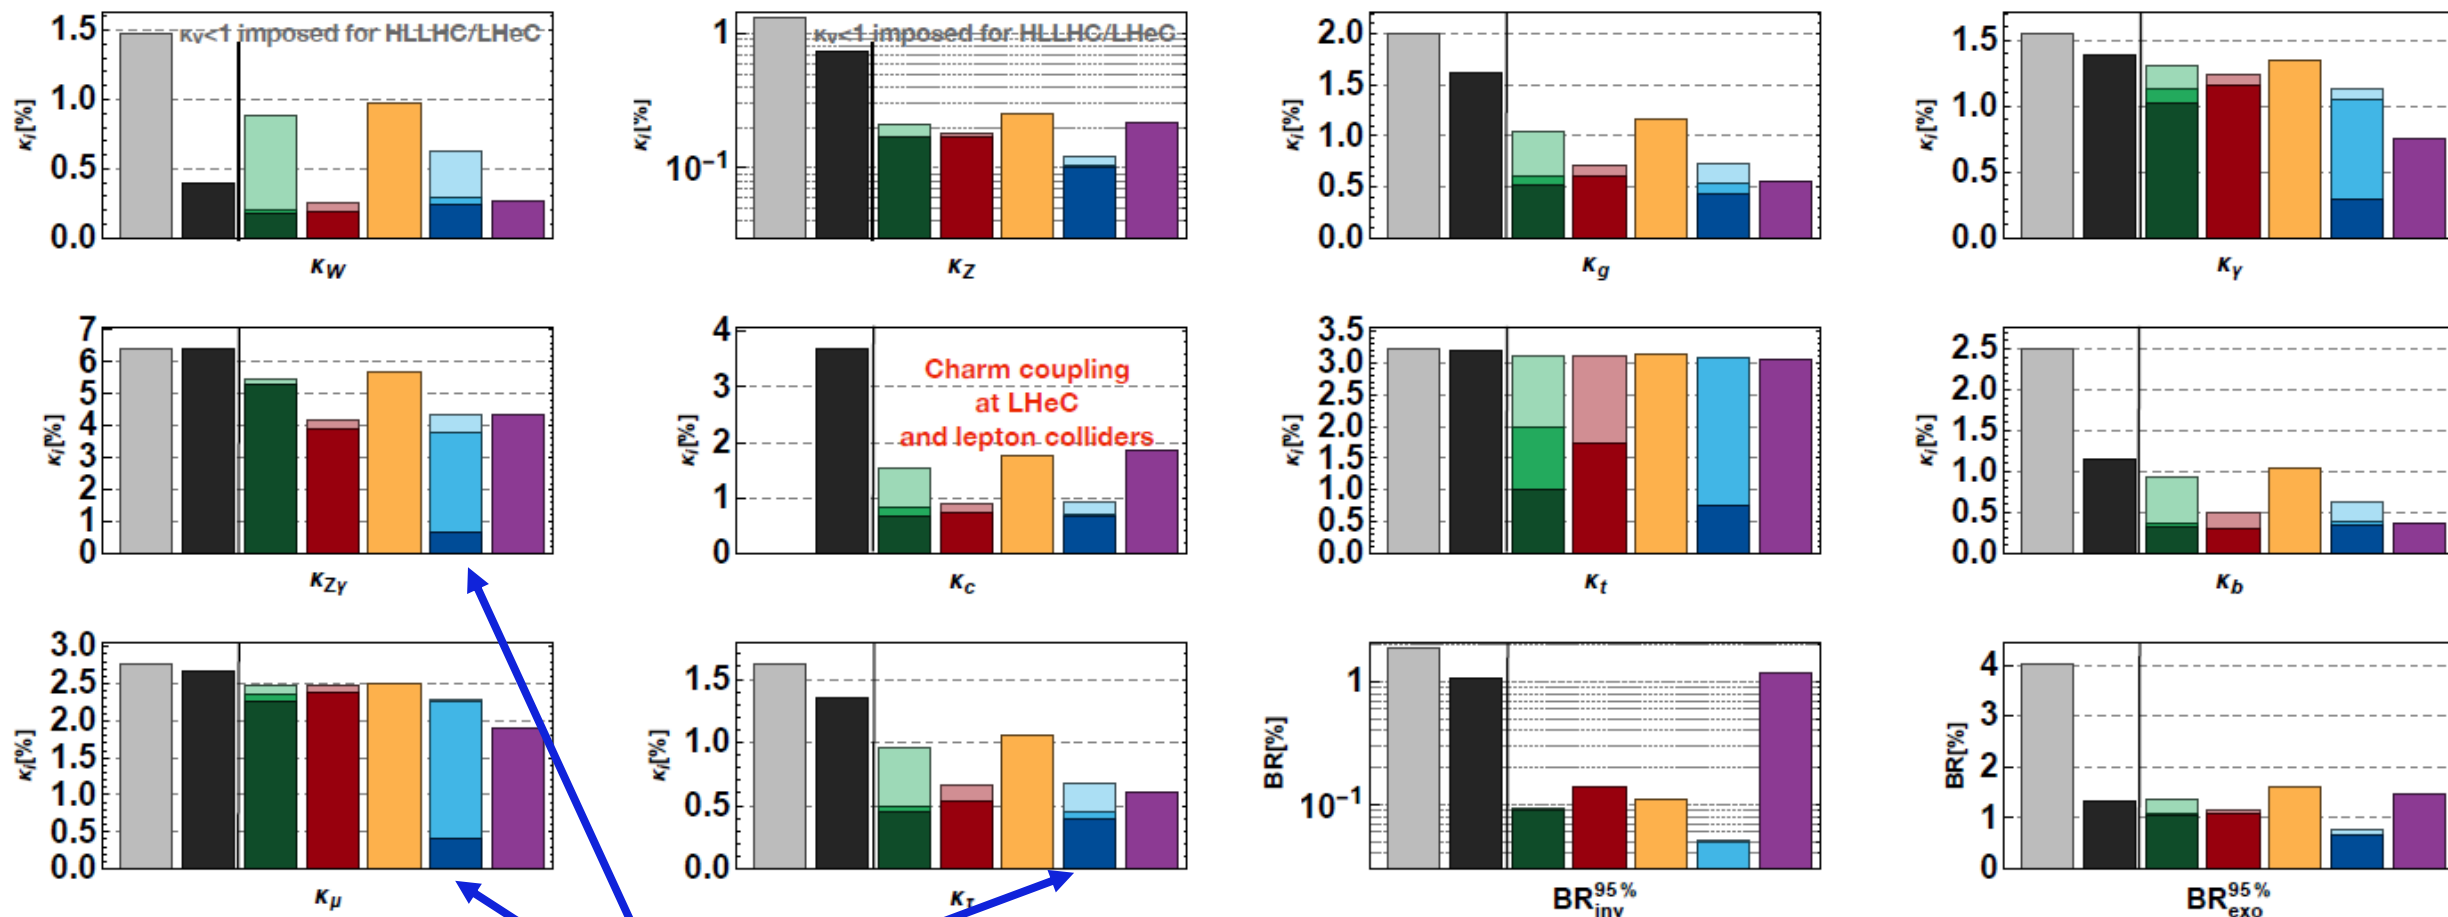 1.5
1.0
0.5
0.0
κi[%]
κV<1 imposed for HLLHC/LHeC
κW
1
10⁻¹
κi[%]
κV<1 imposed for HLLHC/LHeC
κZ
2.0
1.5
1.0
0.5
0.0
κi[%]
κg
1.5
1.0
0.5
0.0
κi[%]
κγ
7
6
5
4
3
2
1
0
κi[%]
κZγ
4
3
2
1
0
κi[%]
Charm coupling
at LHeC
and lepton colliders
κc
3.5
3.0
2.5
2.0
1.5
1.0
0.5
0.0
κi[%]
κt
2.5
2.0
1.5
1.0
0.5
0.0
κi[%]
κb
3.0
2.5
2.0
1.5
1.0
0.5
0.0
κi[%]
κμ
1.5
1.0
0.5
0.0
κi[%]
κτ
1
10⁻¹
BR[%]
BR95% inv
4
3
2
1
0
BR[%]
BR95% exo